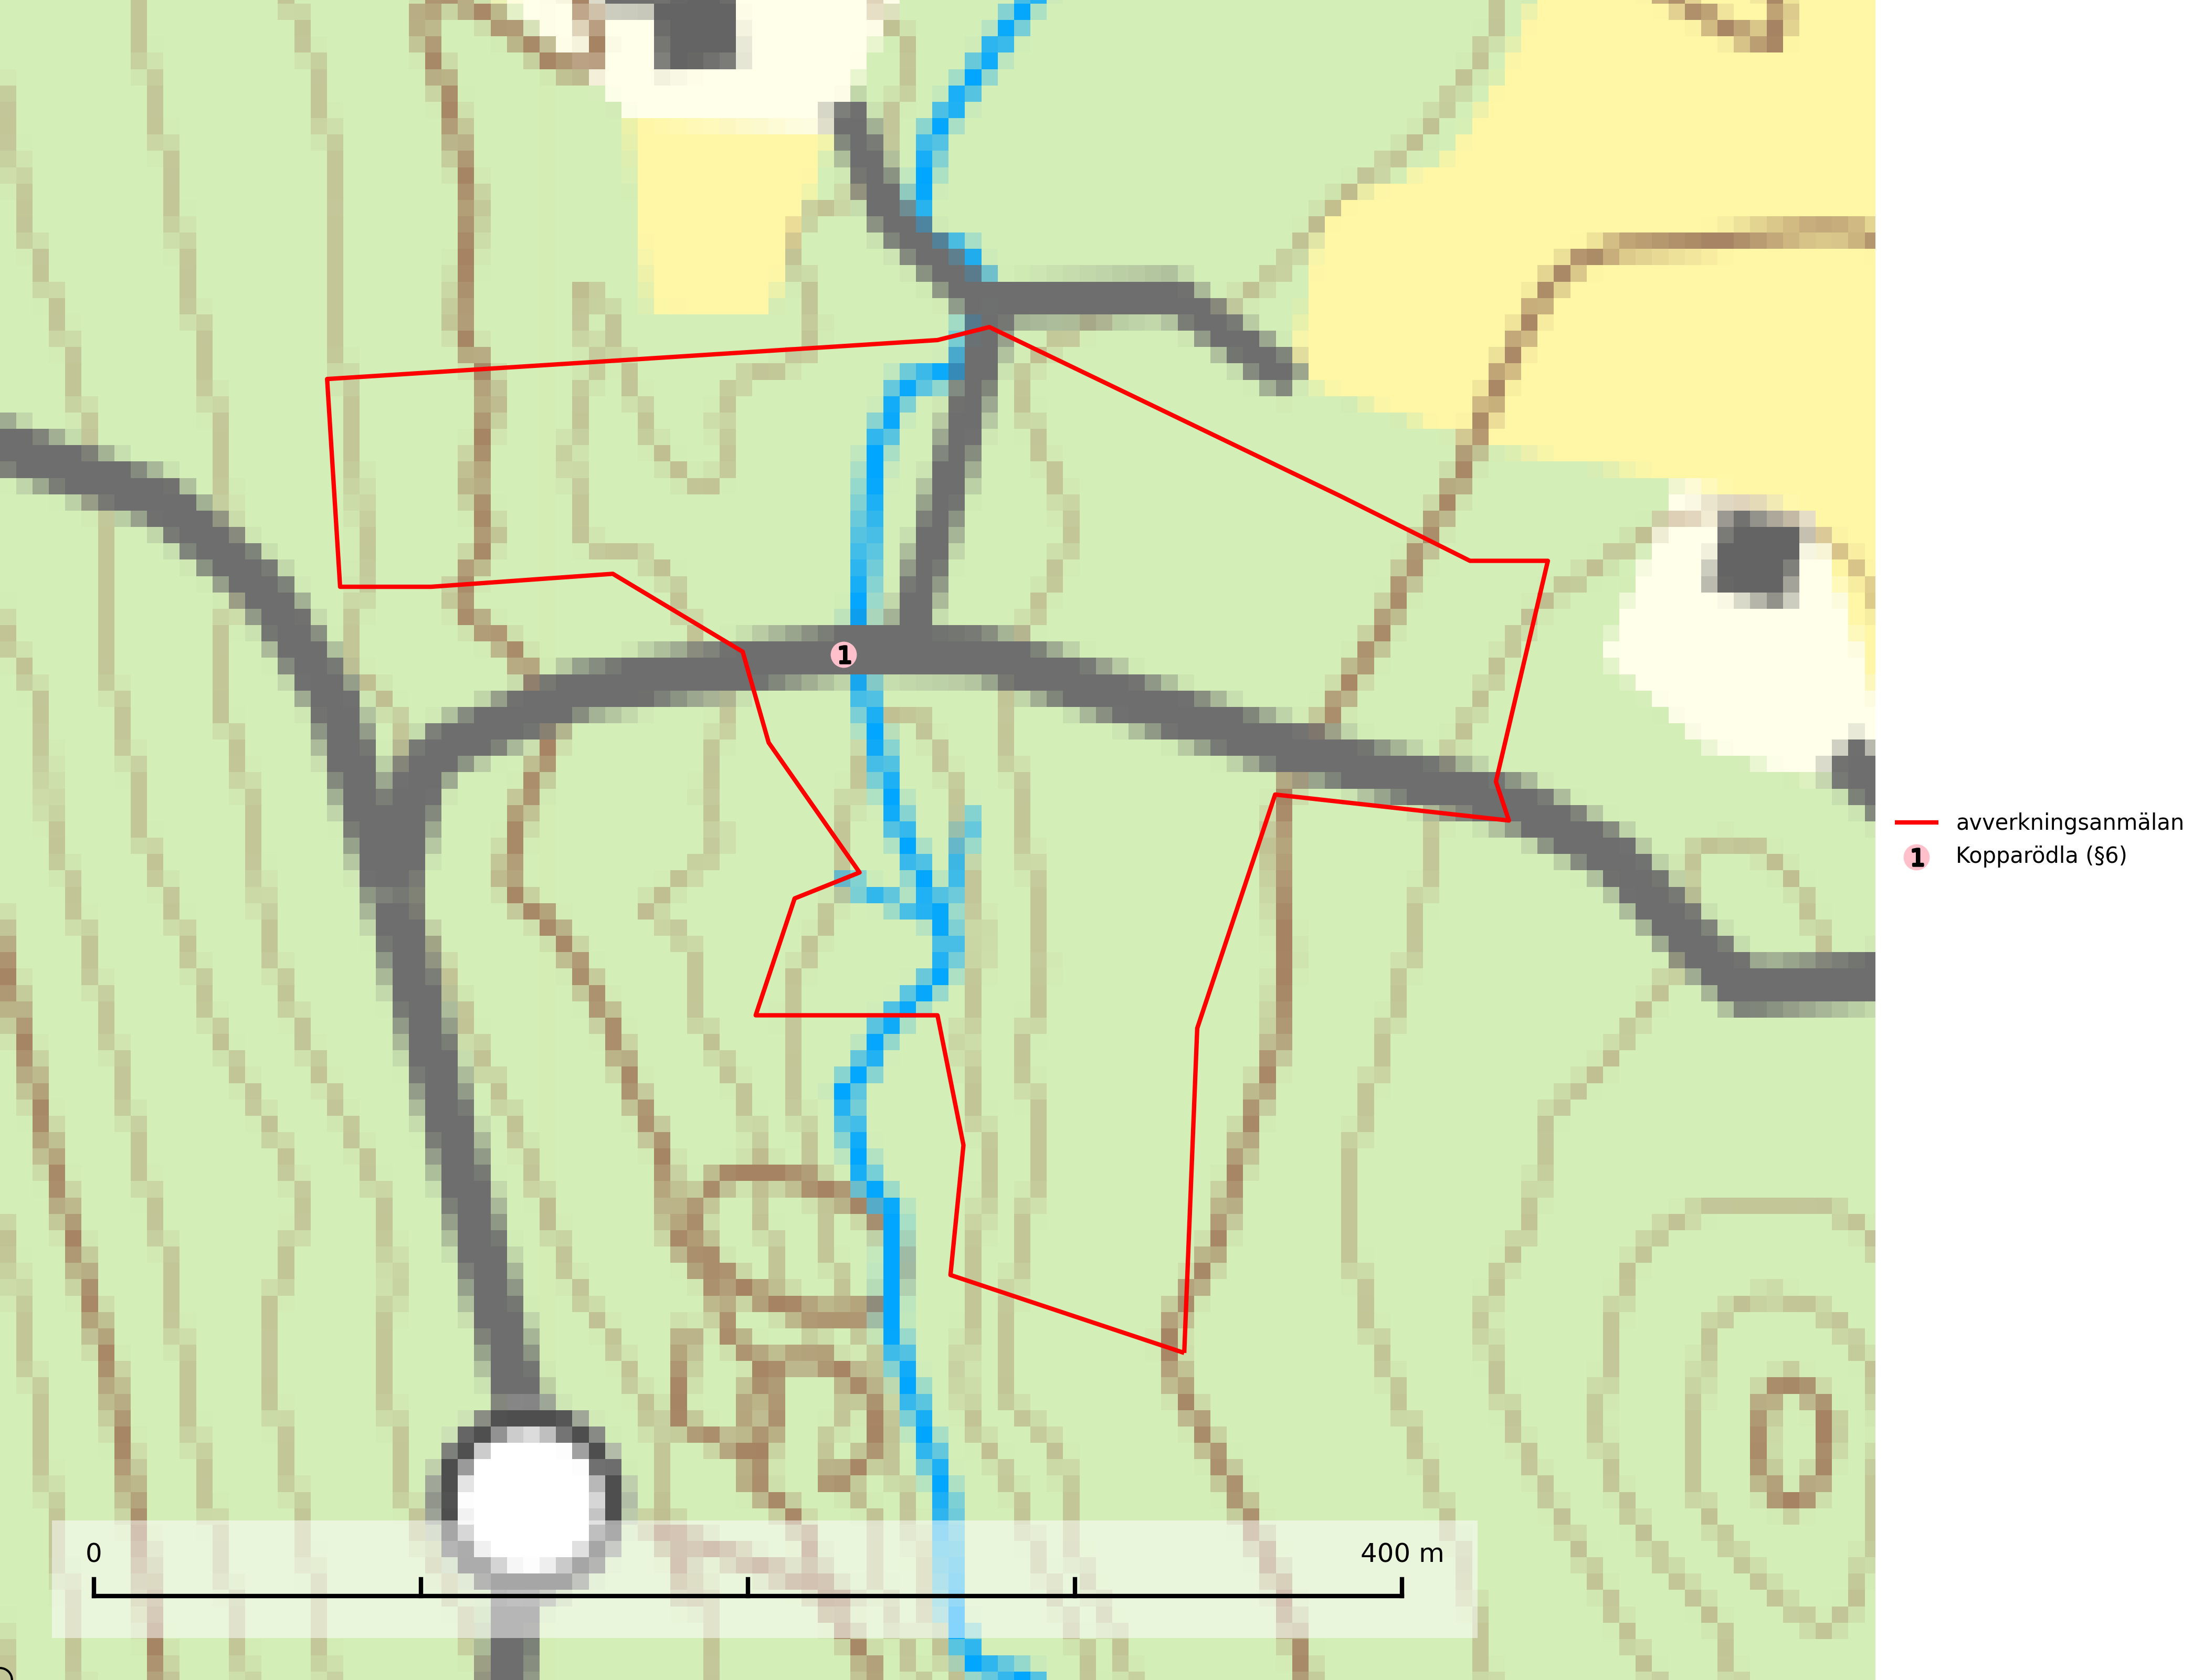 1
avverkningsanmälan
1 Kopparödla (§6)
0 400 m